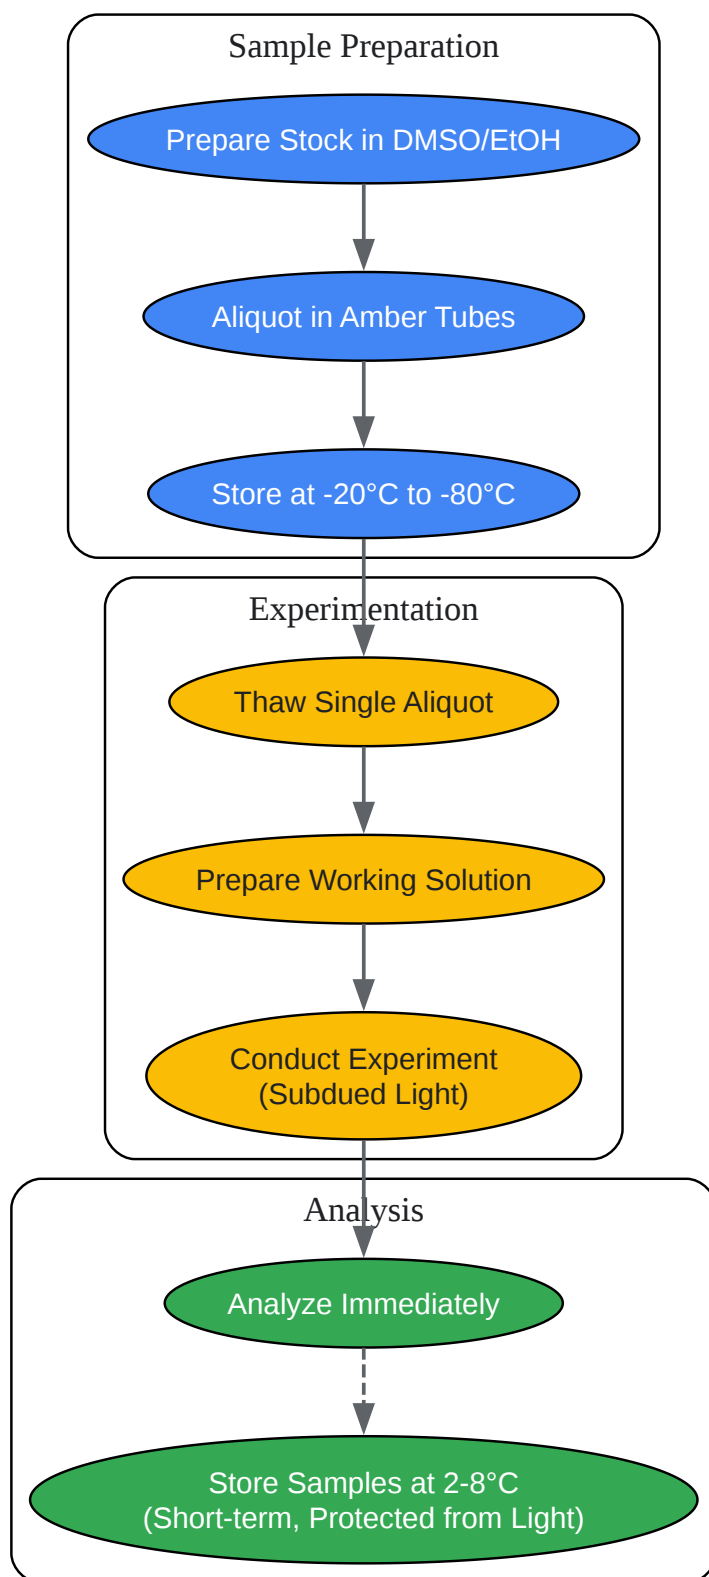 Sample Preparation
Prepare Stock in DMSO/EtOH
Aliquot in Amber Tubes
Store at -20°C to -80°C
Experimentation
Thaw Single Aliquot
Prepare Working Solution
Conduct Experiment
(Subdued Light)
Analysis
Analyze Immediately
Store Samples at 2-8°C
(Short-term, Protected from Light)